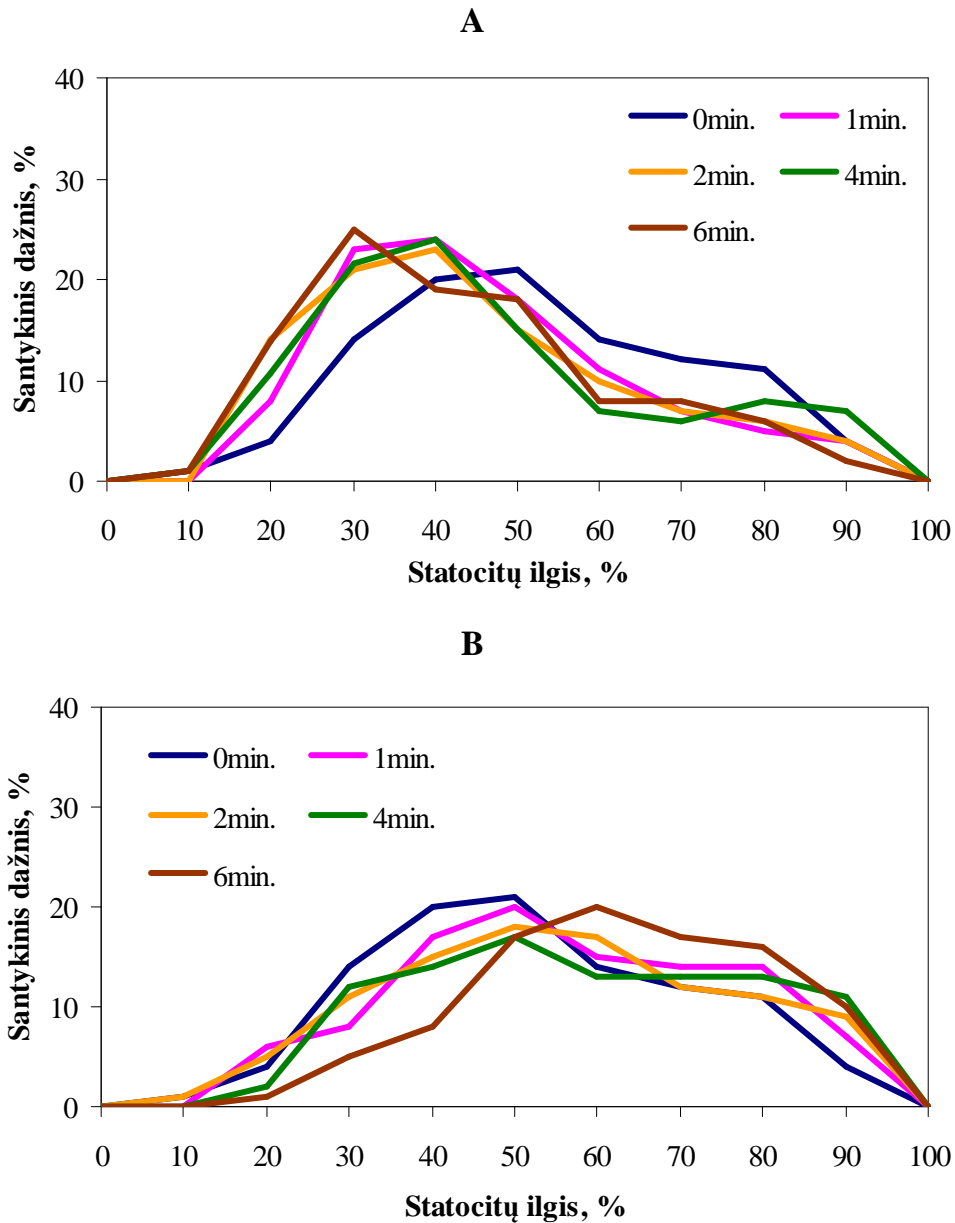 A
40
30
20
10
0
Santykinis dažnis, %
0min.
1min.
2min.
4min.
6min.
0 10 20 30 40 50 60 70 80 90 100
Statocitų ilgis, %
B
40
30
20
10
0
Santykinis dažnis, %
0min.
1min.
2min.
4min.
6min.
0 10 20 30 40 50 60 70 80 90 100
Statocitų ilgis, %